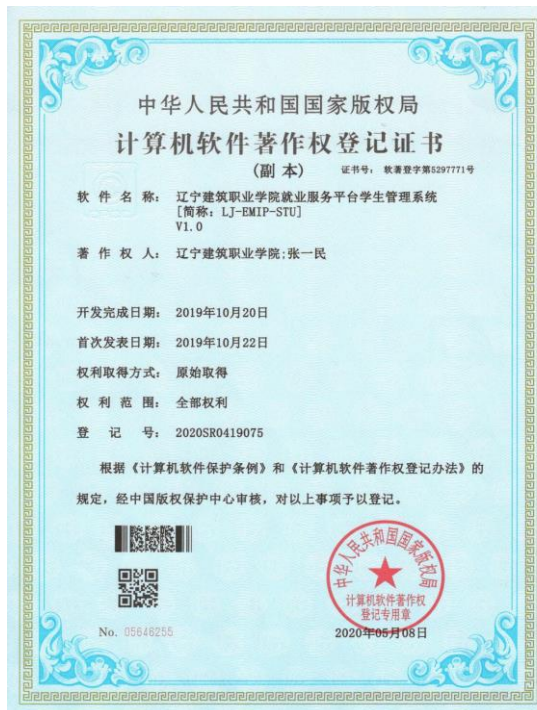 中华人民共和国国家版权局
计算机软件著作权登记证书
(副本)
证书号： 软著登字第5297771号
软件名称： 辽宁建筑职业学院就业服务平台学生管理系统
[简称：LJ-EMIP-STU]
V1.0
著作权人： 辽宁建筑职业学院;张一民
开发完成日期： 2019年10月20日
首次发表日期： 2019年10月22日
权利取得方式： 原始取得
权利范围： 全部权利
登记号： 2020SR0419075
根据《计算机软件保护条例》和《计算机软件著作权登记办法》的
规定，经中国版权保护中心审核，对以上事项予以登记。
中华人民共和国国家版权局
计算机软件著作权
登记专用章
No. 05646255
2020年05月08日